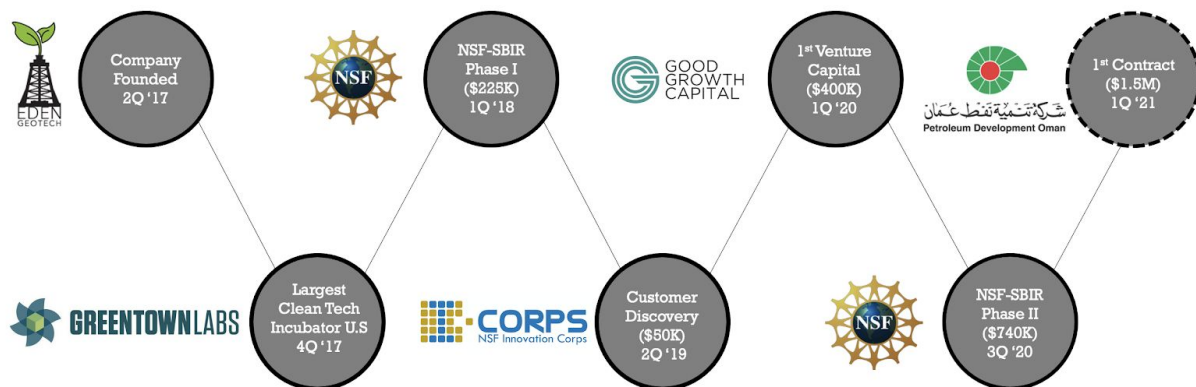 EDEN
GEOTECH
Company
Founded
2Q ‘17
NSF
NSF-SBIR
Phase I
($225K)
1Q ‘18
GOOD
GROWTH
CAPITAL
1st Venture
Capital
($400K)
1Q ‘20
شركة تنمية نفط عمان
Petroleum Development Oman
1st Contract
($1.5M)
1Q ‘21
GREENTOWNLABS
Largest
Clean Tech
Incubator U.S
4Q ‘17
I-CORPS
NSF Innovation Corps
Customer
Discovery
($50K)
2Q ‘19
NSF
NSF-SBIR
Phase II
($740K)
3Q ‘20